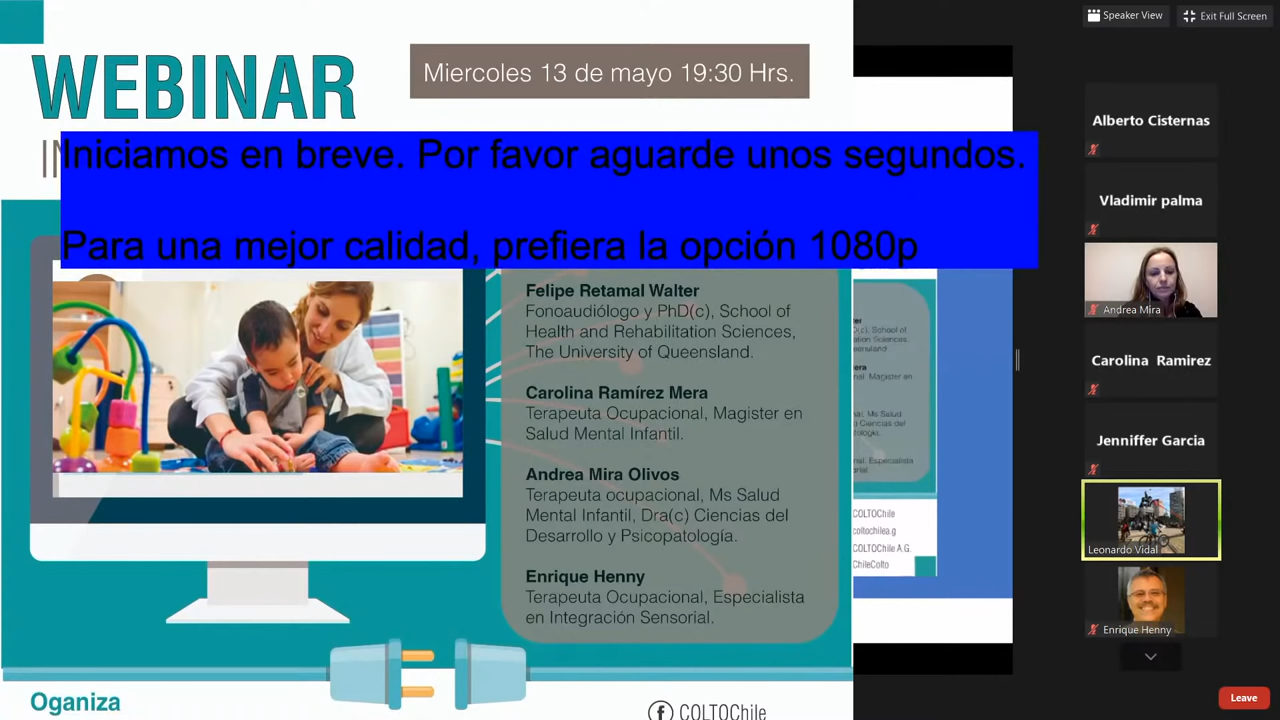 WEBINAR
Miercoles 13 de mayo 19:30 Hrs.
Iniciamos en breve. Por favor aguarde unos segundos.
Para una mejor calidad, prefiera la opción 1080p
Felipe Retamal Walter
Fonoaudiólogo y PhD(c), School of
Health and Rehabilitation Sciences,
The University of Queensland.
Carolina Ramírez Mera
Terapeuta Ocupacional, Magister en
Salud Mental Infantil.
Andrea Mira Olivos
Terapeuta ocupacional, Ms Salud
Mental Infantil, Dra(c) Ciencias del
Desarrollo y Psicopatología.
Enrique Henny
Terapeuta Ocupacional, Especialista
en Integración Sensorial.
Oganiza
COLTOChile
COLTOChile
coltochilea.g
COLTOChile A.G.
ChileColto
Speaker View
Exit Full Screen
Alberto Cisternas
Vladimir palma
Andrea Mira
Carolina Ramirez
Jenniffer Garcia
Leonardo Vidal
Enrique Henny
Leave